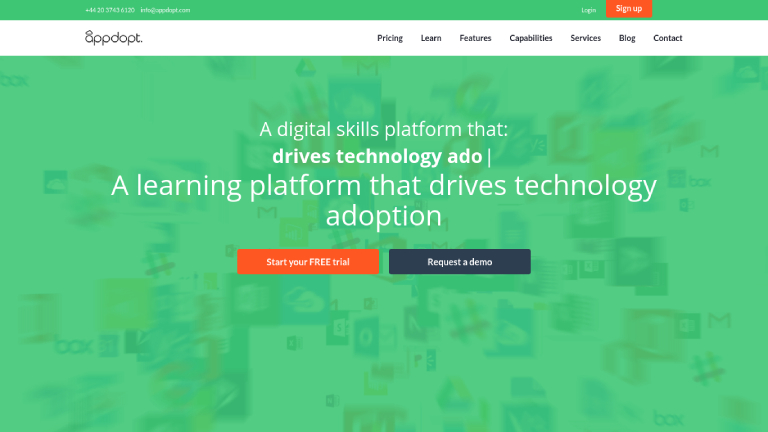 +44 20 3743 6120 info@appdopt.com
Login
Sign up
appdopt.
Pricing Learn Features Capabilities Services Blog Contact
A digital skills platform that:
drives technology ado|
A learning platform that drives technology
adoption
Start your FREE trial
Request a demo
box
box
box
box